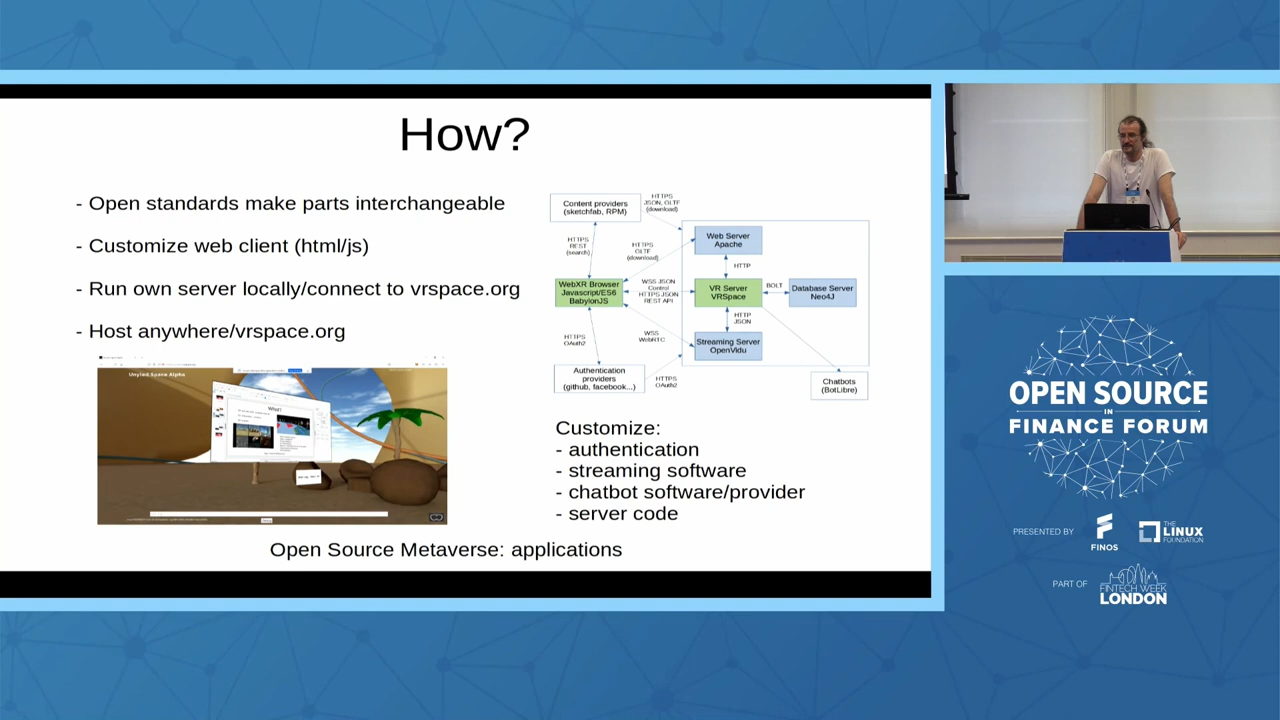 How?
- Open standards make parts interchangeable
- Customize web client (html/js)
- Run own server locally/connect to vrspace.org
- Host anywhere/vrspace.org
Content providers
(sketchfab, RPM)
HTTPS
JSON, GLTF
(download)
HTTPS
REST
(search)
HTTPS
GLTF
(download)
Web Server
Apache
HTTP
WebXR Browser
Javascript/ES6
BabylonJS
WSS JSON
Control
HTTPS JSON
REST API
VR Server
VRSpace
BOLT
Database Server
Neo4J
HTTPS
OAuth2
WSS
WebRTC
HTTP
JSON
Streaming Server
OpenVidu
Authentication
providers
(github, facebook...)
HTTPS
OAuth2
Chatbots
(BotLibre)
What?
Customize:
- authentication
- streaming software
- chatbot software/provider
- server code
Open Source Metaverse: applications
OPEN SOURCE
IN
FINANCE FORUM
PRESENTED BY
FINOS
THE
LINUX
FOUNDATION
PART OF
FINTECH WEEK
LONDON